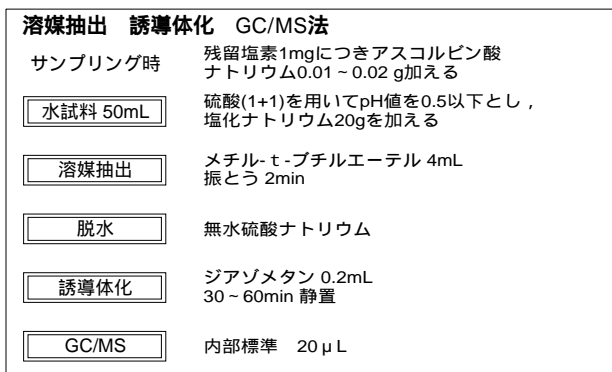 溶媒抽出 誘導体化 GC/MS法
サンプリング時
残留塩素1mgにつきアスコルビン酸
ナトリウム0.01 ~ 0.02 g加える
水試料 50mL
硫酸(1+1)を用いてpH値を0.5以下とし，
塩化ナトリウム20gを加える
溶媒抽出
メチル-ｔ-ブチルエーテル 4mL
振とう 2min
脱水
無水硫酸ナトリウム
誘導体化
ジアゾメタン 0.2mL
30 ~ 60min 静置
GC/MS
内部標準 20μL